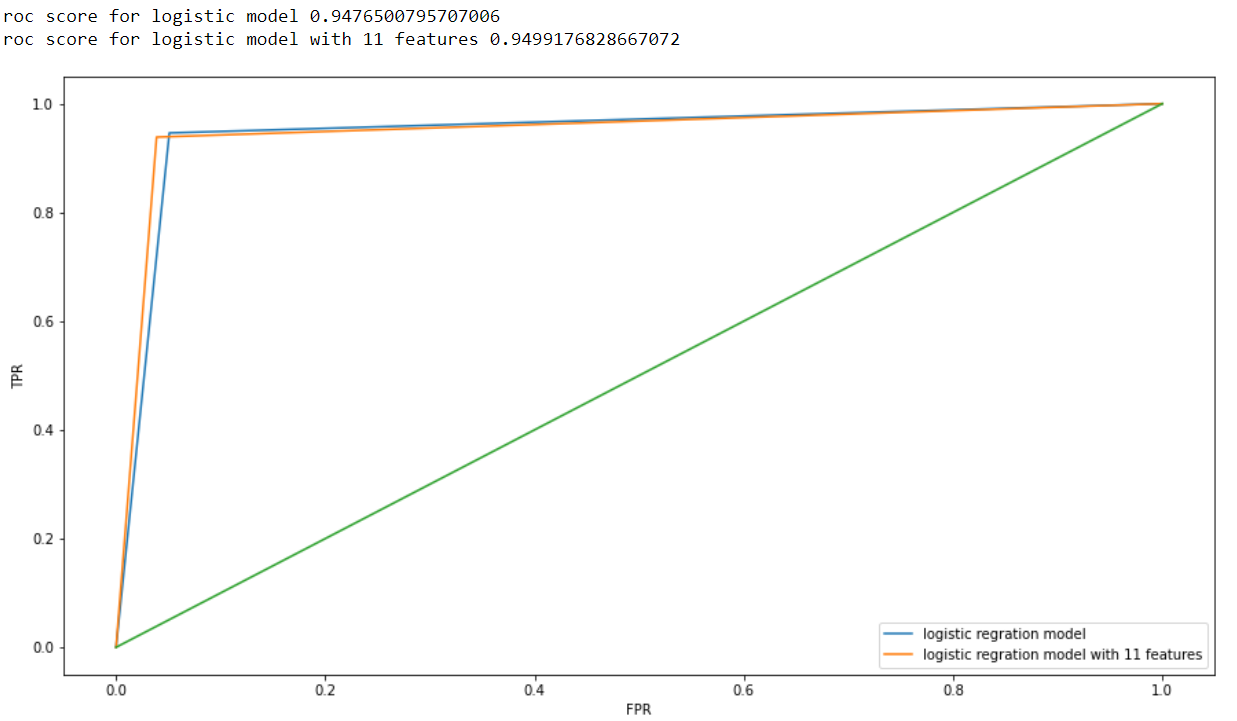 roc score for logistic model 0.9476500795707006
roc score for logistic model with 11 features 0.9499176828667072
1.0
0.8
0.6
0.4
0.2
0.0
TPR
0.0 0.2 0.4 0.6 0.8 1.0
FPR
logistic regration model
logistic regration model with 11 features